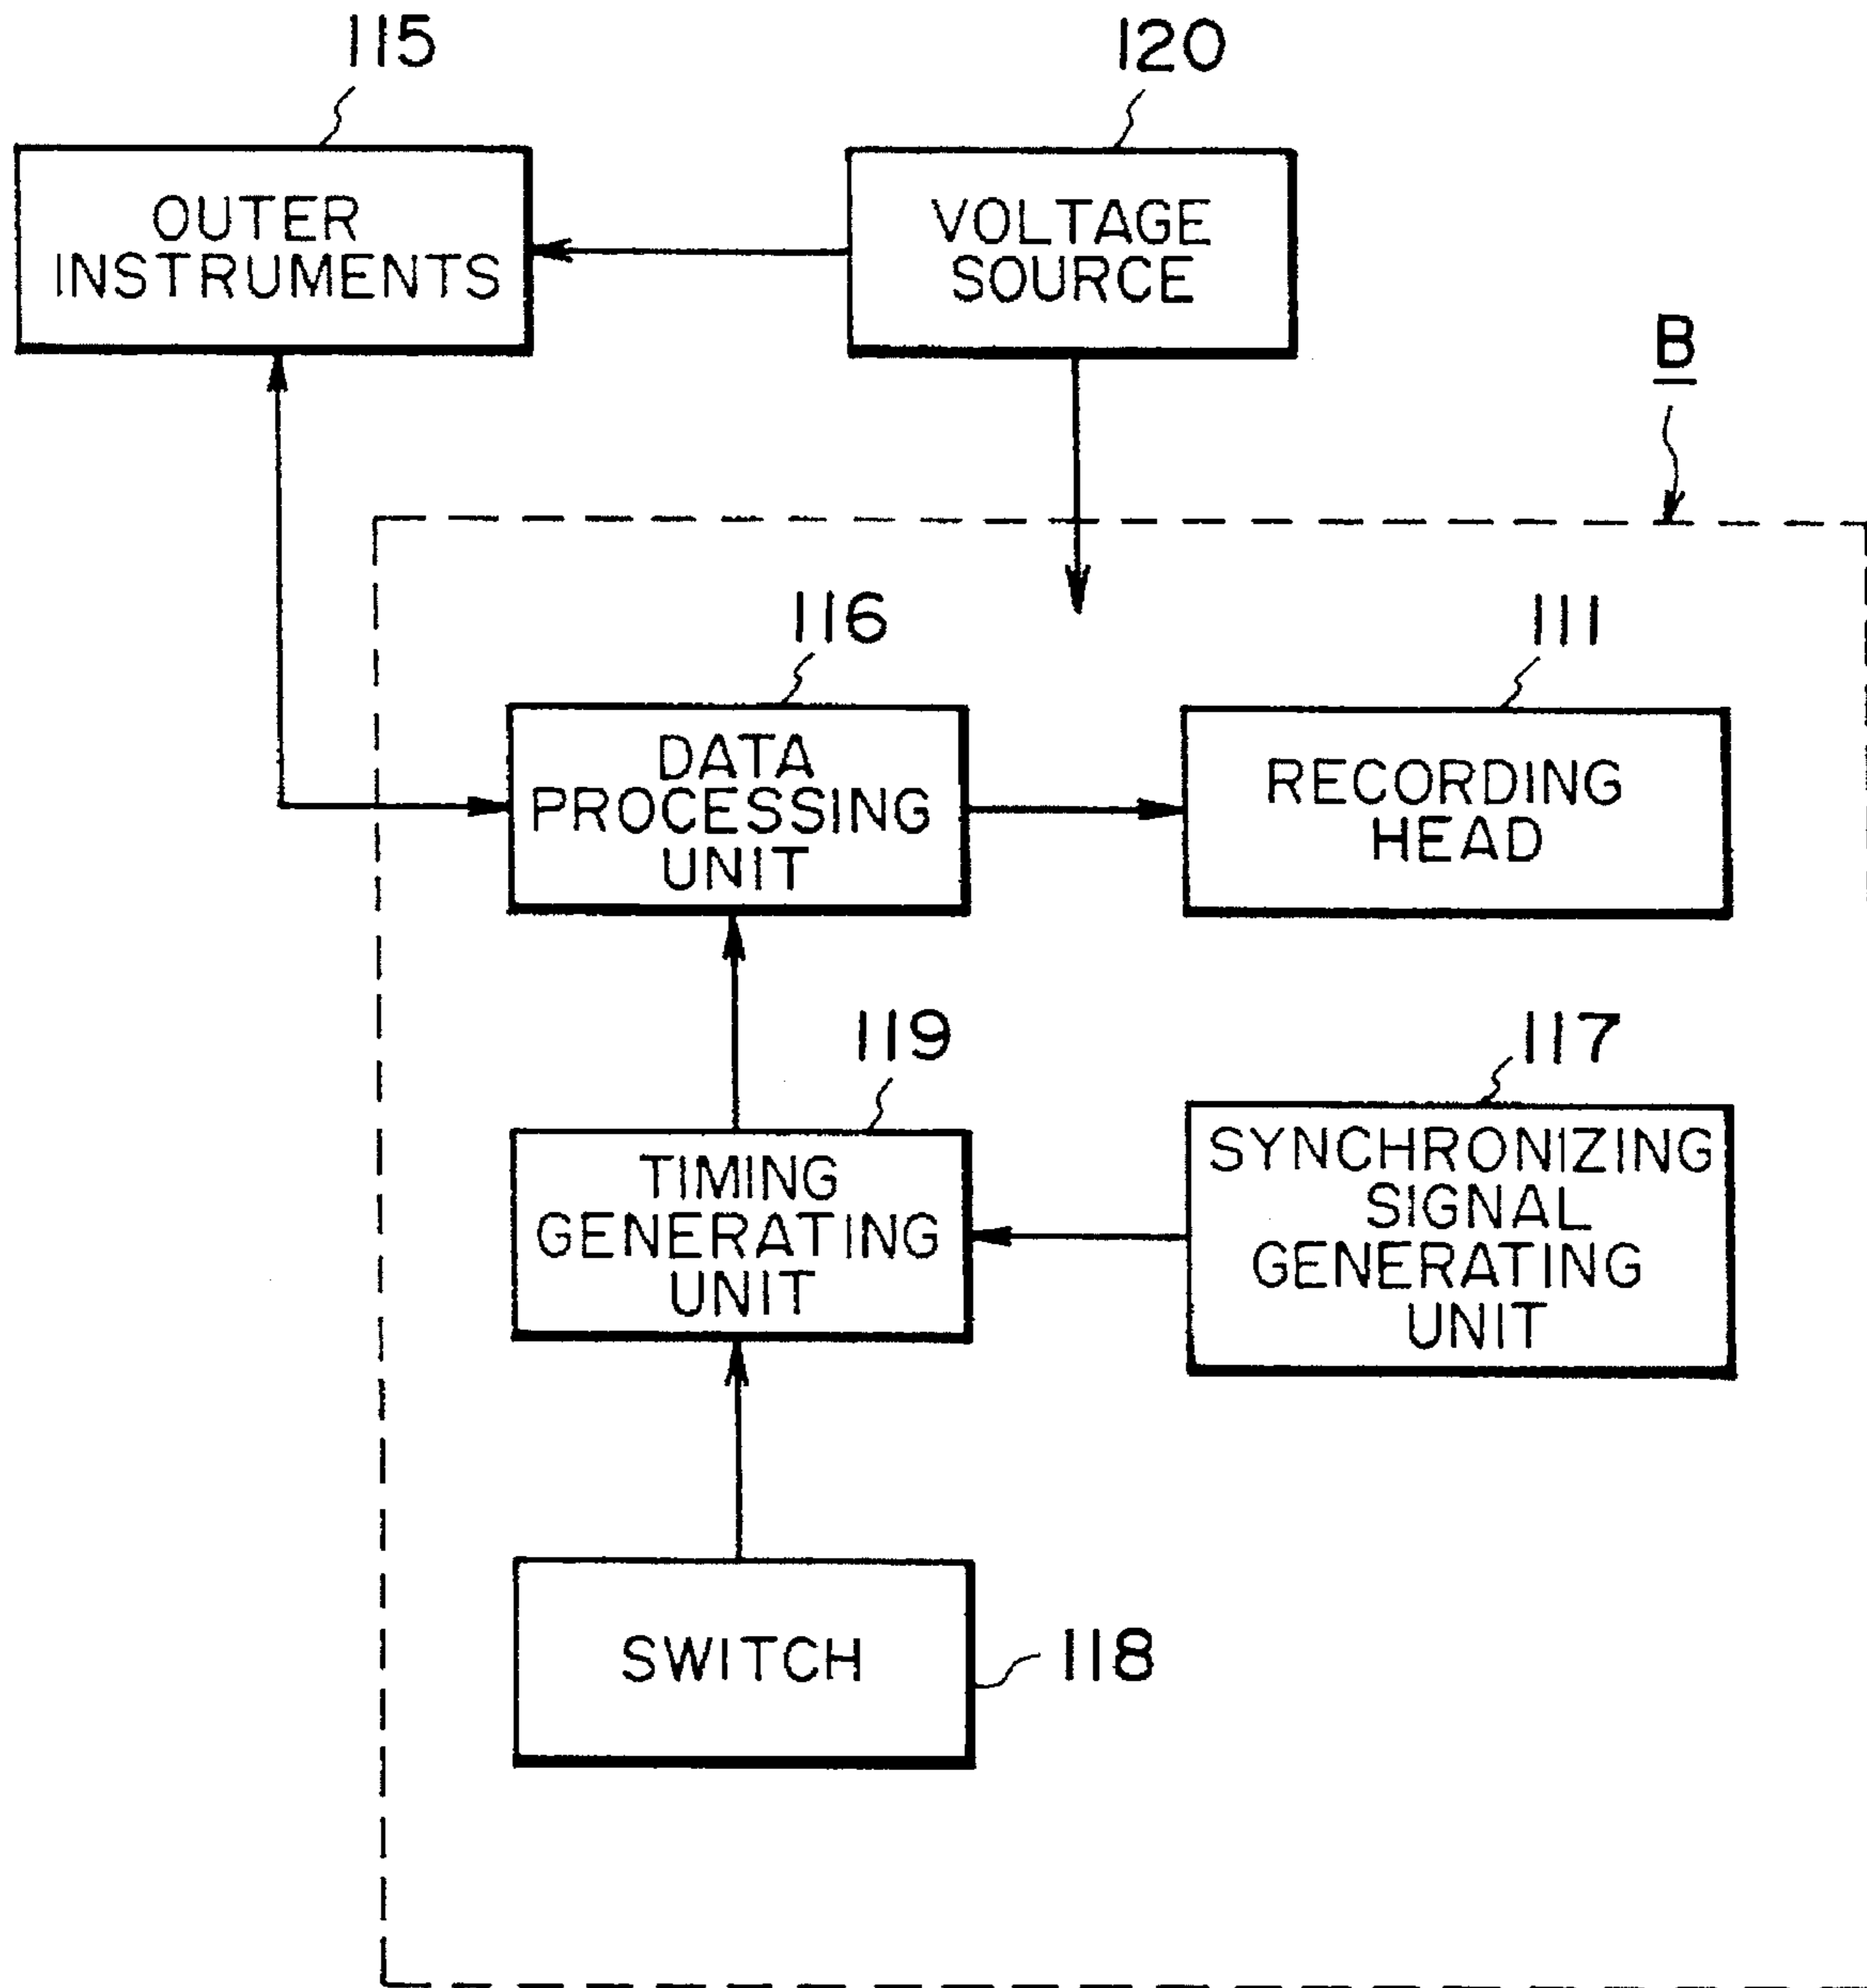 115
120
OUTER
INSTRUMENTS
VOLTAGE
SOURCE
B
116
111
DATA
PROCESSING
UNIT
RECORDING
HEAD
119
117
TIMING
GENERATING
UNIT
SYNCHRONIZING
SIGNAL
GENERATING
UNIT
SWITCH
118